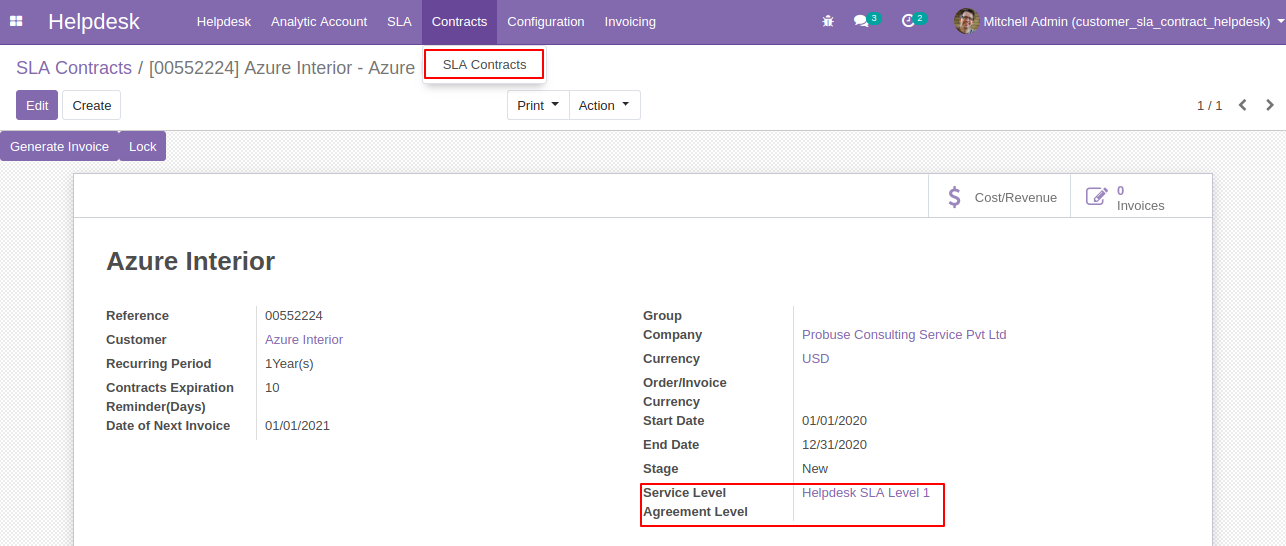 Helpdesk Helpdesk Analytic Account SLA Contracts Configuration Invoicing 3 2 Mitchell Admin (customer_sla_contract_helpdesk)
SLA Contracts / [00552224] Azure Interior - Azure
SLA Contracts
Edit Create Print Action 1 / 1
Generate Invoice Lock
$ Cost/Revenue
0
Invoices
Azure Interior
Reference 00552224
Customer Azure Interior
Recurring Period 1Year(s)
Contracts Expiration 10
Reminder(Days)
Date of Next Invoice 01/01/2021
Group
Company Probuse Consulting Service Pvt Ltd
Currency USD
Order/Invoice
Currency
Start Date 01/01/2020
End Date 12/31/2020
Stage New
Service Level Helpdesk SLA Level 1
Agreement Level